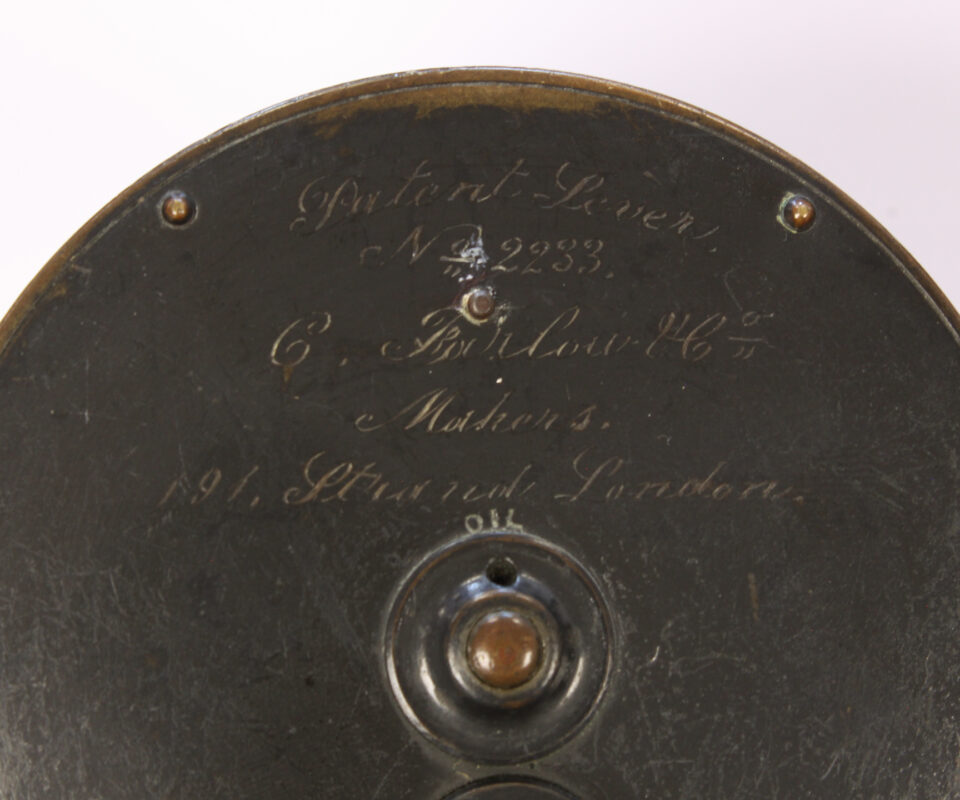 Patent Lever,
No 2233.
C. Farlow & Co
Makers.
191, Strand London.
OIL